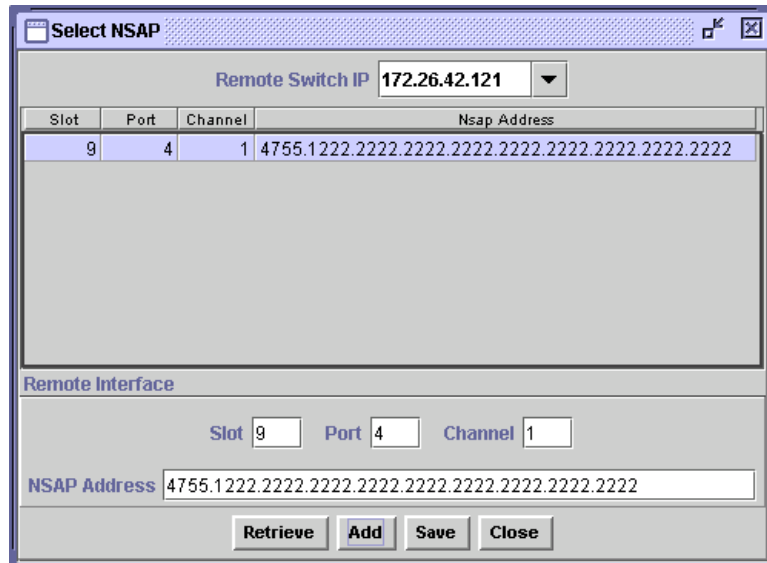 Select NSAP
Remote Switch IP 172.26.42.121
Slot Port Channel Nsap Address
9 4 1 4755.1222.2222.2222.2222.2222.2222.2222.2222.2222
Remote Interface
Slot 9 Port 4 Channel 1
NSAP Address 4755.1222.2222.2222.2222.2222.2222.2222.2222.2222
Retrieve Add Save Close